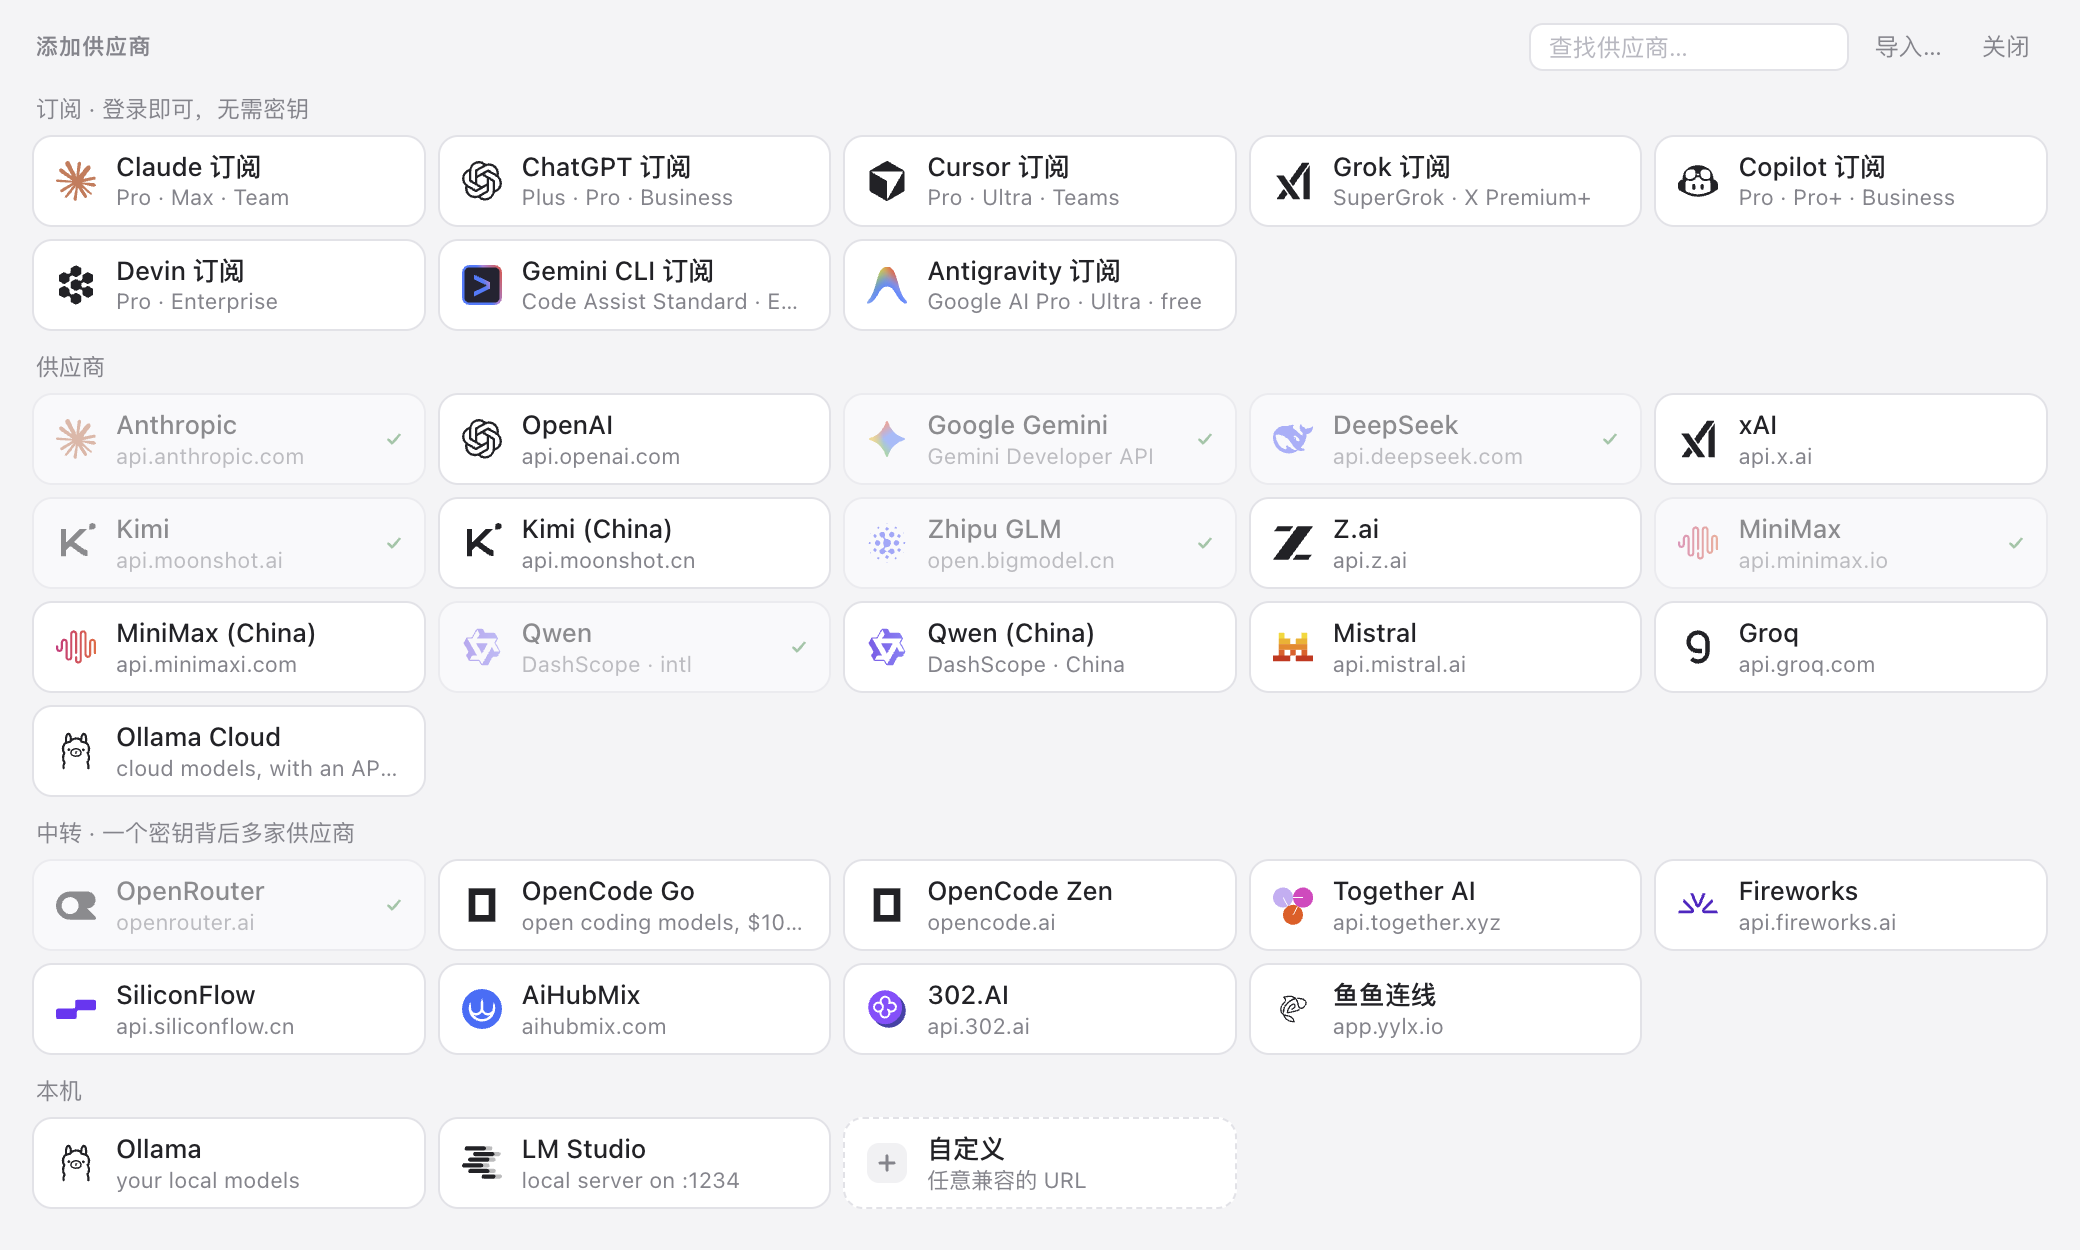 添加供应商
查找供应商...
导入...
关闭
订阅 · 登录即可，无需密钥
Claude 订阅
Pro · Max · Team
ChatGPT 订阅
Plus · Pro · Business
Cursor 订阅
Pro · Ultra · Teams
Grok 订阅
SuperGrok · X Premium+
Copilot 订阅
Pro · Pro+ · Business
Devin 订阅
Pro · Enterprise
Gemini CLI 订阅
Code Assist Standard · E...
Antigravity 订阅
Google AI Pro · Ultra · free
供应商
Anthropic
api.anthropic.com
OpenAI
api.openai.com
Google Gemini
Gemini Developer API
DeepSeek
api.deepseek.com
xAI
api.x.ai
Kimi
api.moonshot.ai
Kimi (China)
api.moonshot.cn
Zhipu GLM
open.bigmodel.cn
Z.ai
api.z.ai
MiniMax
api.minimax.io
MiniMax (China)
api.minimaxi.com
Qwen
DashScope · intl
Qwen (China)
DashScope · China
Mistral
api.mistral.ai
Groq
api.groq.com
Ollama Cloud
cloud models, with an AP...
中转 · 一个密钥背后多家供应商
OpenRouter
openrouter.ai
OpenCode Go
open coding models, $10...
OpenCode Zen
opencode.ai
Together AI
api.together.xyz
Fireworks
api.fireworks.ai
SiliconFlow
api.siliconflow.cn
AiHubMix
aihubmix.com
302.AI
api.302.ai
鱼鱼连线
app.yylx.io
本机
Ollama
your local models
LM Studio
local server on :1234
自定义
任意兼容的 URL